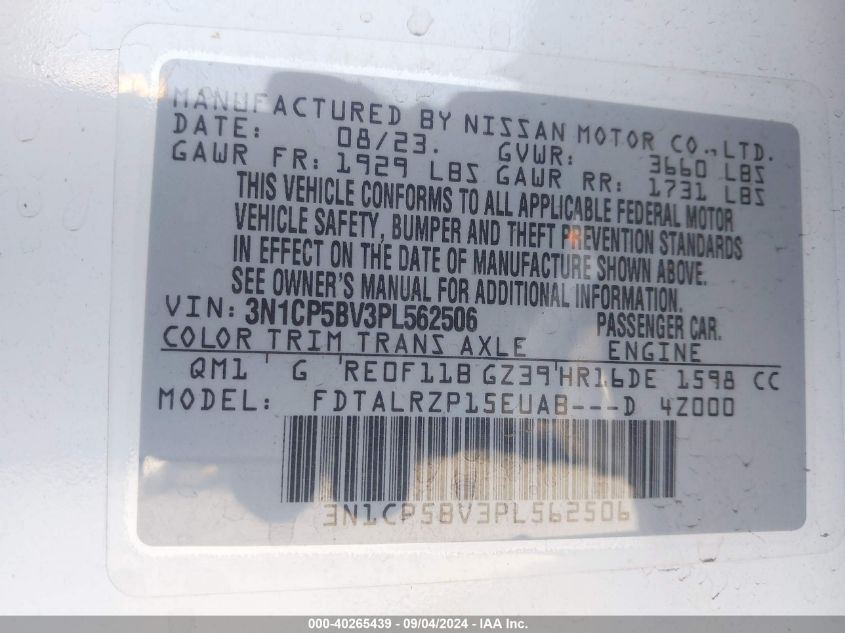 MANUFACTURED BY NISSAN MOTOR CO., LTD.
DATE: 08/23. GVWR: 3660 LBS
GAWR FR: 1929 LBS GAWR RR: 1731 LBS
THIS VEHICLE CONFORMS TO ALL APPLICABLE FEDERAL MOTOR
VEHICLE SAFETY, BUMPER AND THEFT PREVENTION STANDARDS
IN EFFECT ON THE DATE OF MANUFACTURE SHOWN ABOVE.
SEE OWNER'S MANUAL FOR ADDITIONAL INFORMATION.
VIN: 3N1CP5BV3PL562506 PASSENGER CAR.
COLOR TRIM TRANS AXLE ENGINE
QM1 G RE0F11B GZ39 HR16DE 1598 CC
MODEL: FDTALRZP15EUAB---D 4Z000
3N1CP5BV3PL562506
000-40265439 - 09/04/2024 - IAA Inc.